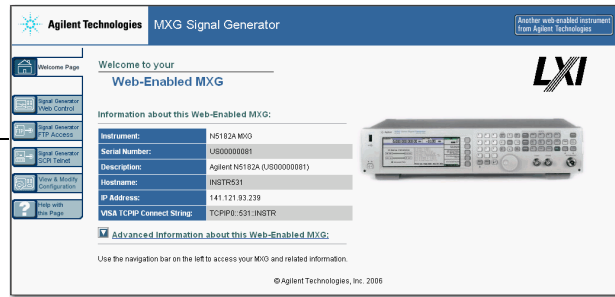 Agilent Technologies
MXG Signal Generator
Another web-enabled instrument
from Agilent Technologies
Welcome Page
Signal Generator
Web Control
Signal Generator
FTP Access
Signal Generator
SCPI Telnet
View & Modify
Configuration
Help with
this Page
Welcome to your
Web-Enabled MXG
LXI
Information about this Web-Enabled MXG:
Instrument: N5182A MXG
Serial Number: US00000081
Description: Agilent N5182A (US00000081)
Hostname: INSTR531
IP Address: 141.121.93.239
VISA TCPIP Connect String: TCPIP0::531::INSTR
Advanced Information about this Web-Enabled MXG:
Use the navigation bar on the left to access your MXG and related information.
© Agilent Technologies, Inc. 2006